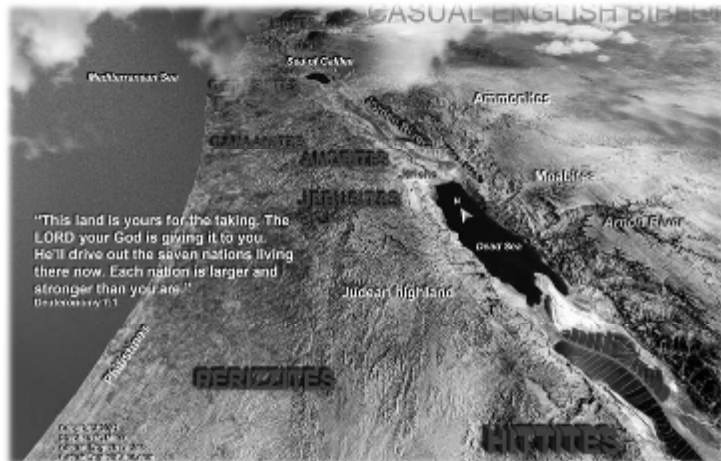 CASUAL ENGLISH BIBLE
Sea of Galilee
Mediterranean Sea
Ammonites
CANAANITES
AMORITES
Jericho
Moabites
JEBUSITES
N
Arnon River
"This land is yours for the taking. The
LORD your God is giving it to you.
He'll drive out the seven nations living
there now. Each nation is larger and
stronger than you are."
Deuteronomy 7:1
Dead Sea
Judean highland
Philistines
PERIZZITES
HITTITES